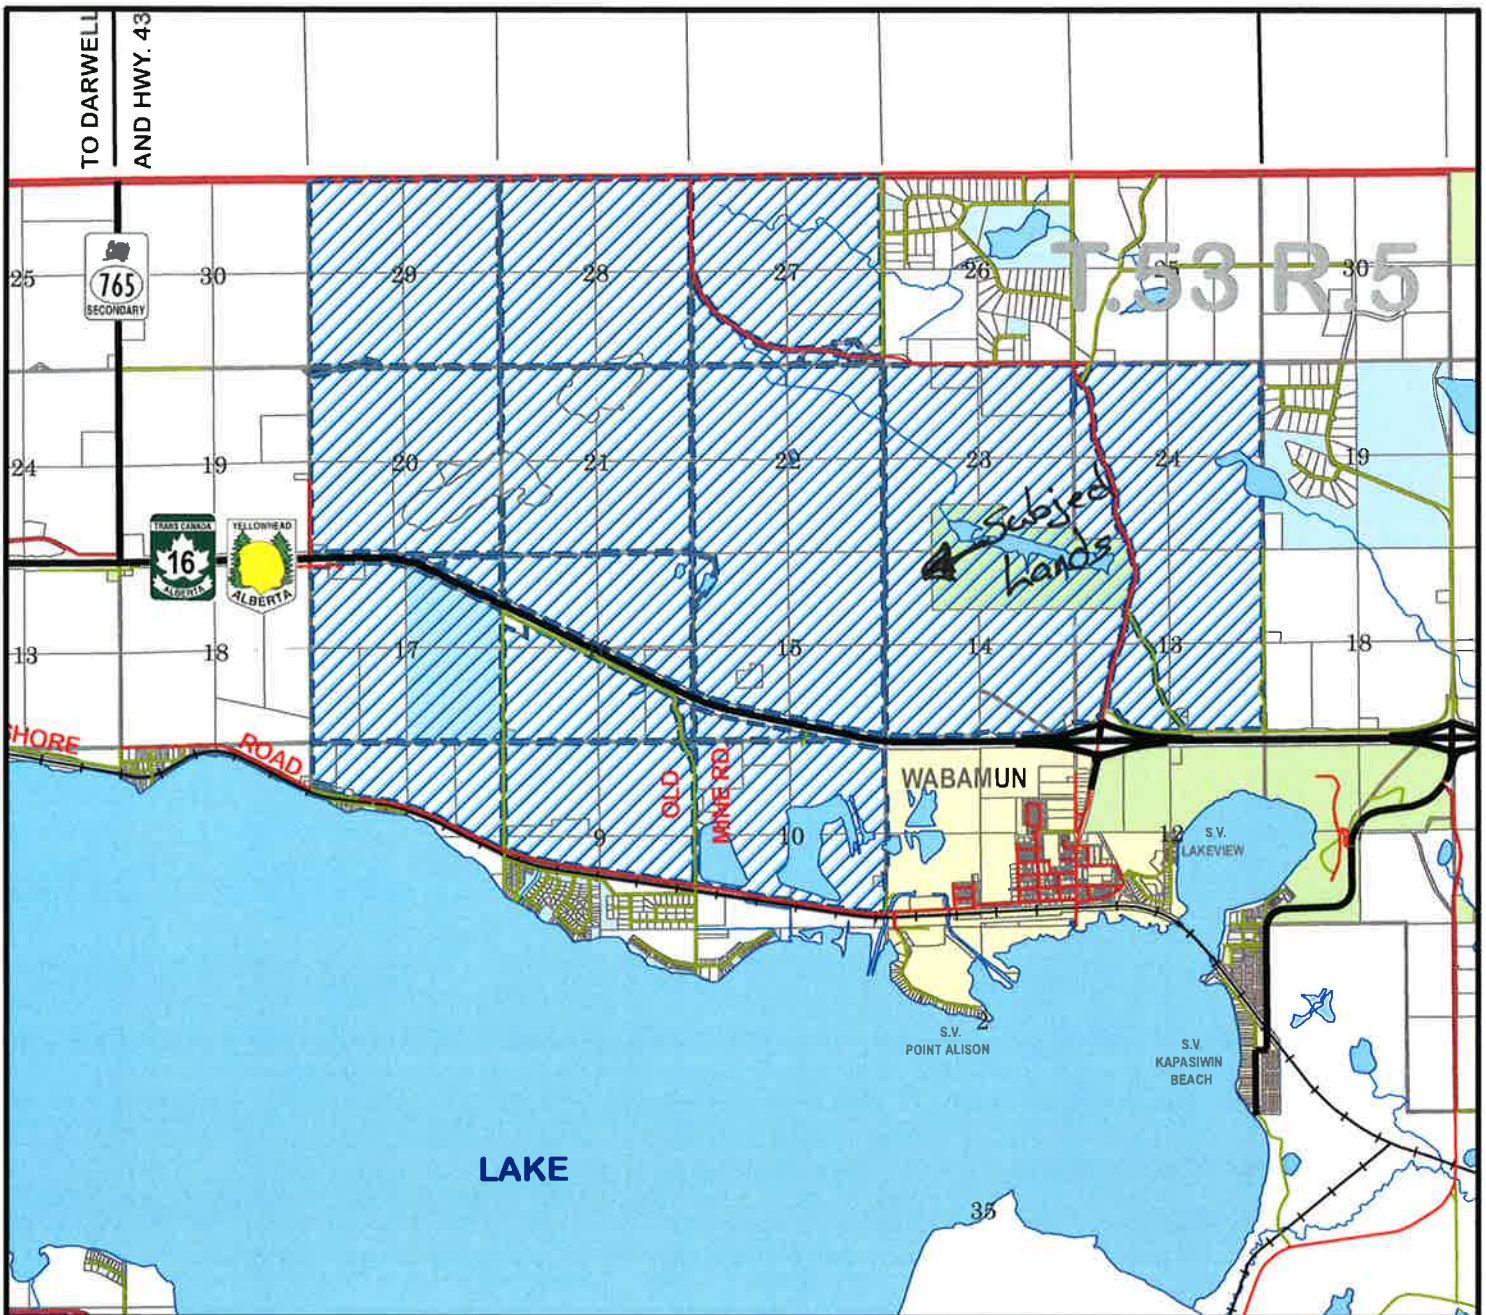 TO DARWELL
AND HWY. 43
T.53 R.5
25
30
29
28
27
26
25
30
765
SECONDARY
24
19
20
21
22
23
24
19
Subject
Lands
TRANS CANADA
16
ALBERTA
YELLOWHEAD
ALBERTA
13
18
17
16
15
14
13
18
SHORE
ROAD
OLD
MINE RD
WABAMUN
9
10
12
S.V.
LAKEVIEW
2
S.V.
POINT ALISON
S.V.
KAPASIWIN
BEACH
LAKE
35